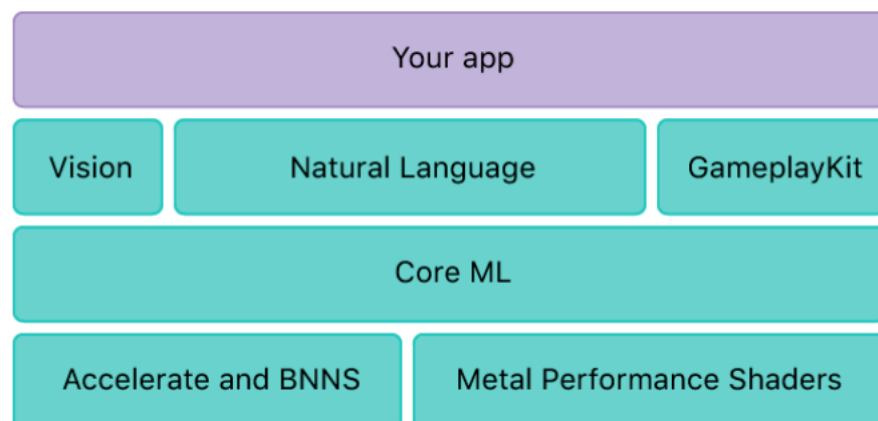 Your app
Vision
Natural Language
GameplayKit
Core ML
Accelerate and BNNS
Metal Performance Shaders